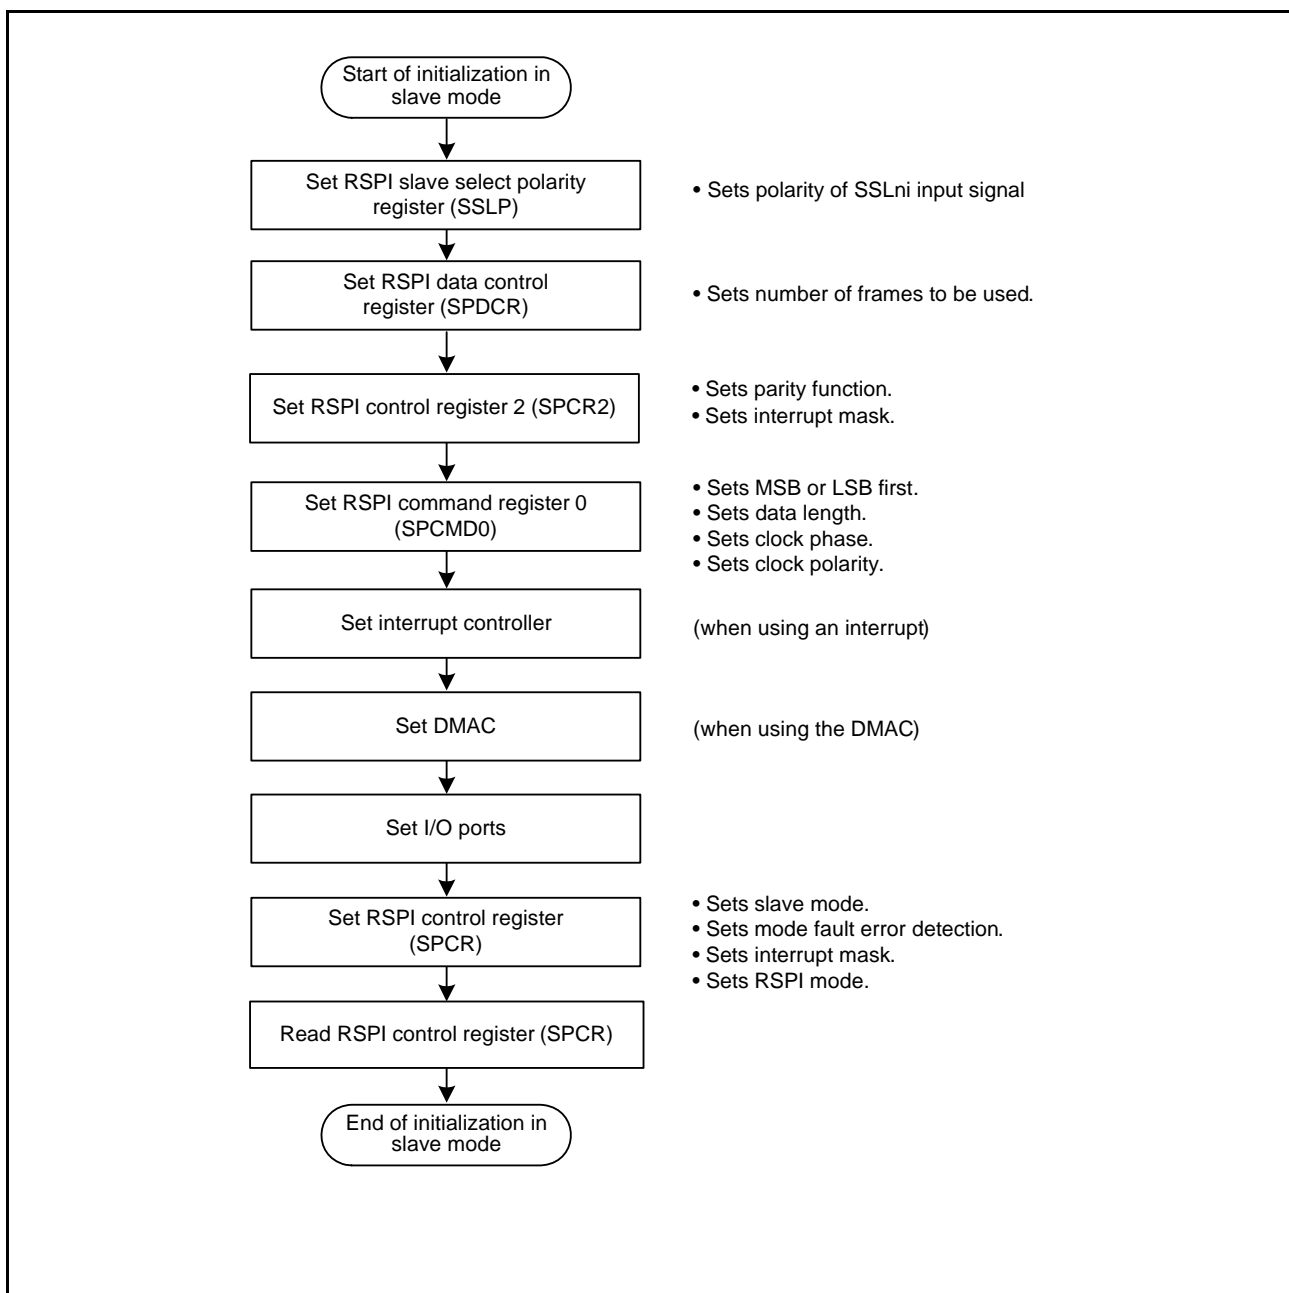 Start of initialization in
slave mode
Set RSPI slave select polarity
register (SSLP)
• Sets polarity of SSLni input signal
Set RSPI data control
register (SPDCR)
• Sets number of frames to be used.
Set RSPI control register 2 (SPCR2)
• Sets parity function.
• Sets interrupt mask.
Set RSPI command register 0
(SPCMD0)
• Sets MSB or LSB first.
• Sets data length.
• Sets clock phase.
• Sets clock polarity.
Set interrupt controller
(when using an interrupt)
Set DMAC
(when using the DMAC)
Set I/O ports
Set RSPI control register
(SPCR)
• Sets slave mode.
• Sets mode fault error detection.
• Sets interrupt mask.
• Sets RSPI mode.
Read RSPI control register (SPCR)
End of initialization in
slave mode